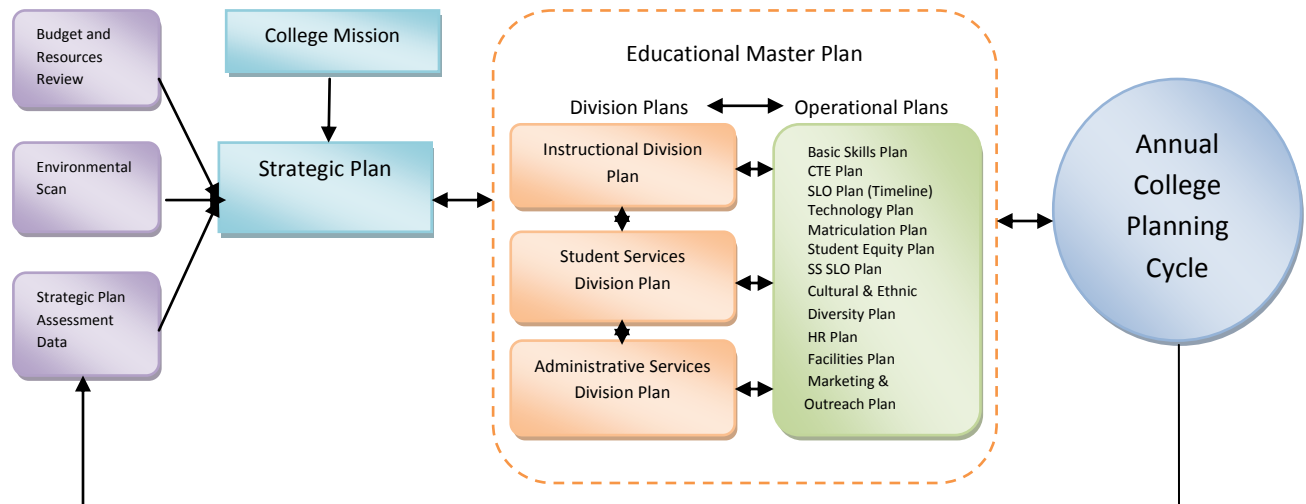 Budget and
Resources
Review
College Mission
Environmental
Scan
Strategic Plan
Strategic Plan
Assessment
Data
Educational Master Plan
Division Plans
Operational Plans
Instructional Division
Plan
Student Services
Division Plan
Administrative Services
Division Plan
Basic Skills Plan
CTE Plan
SLO Plan (Timeline)
Technology Plan
Matriculation Plan
Student Equity Plan
SS SLO Plan
Cultural & Ethnic
Diversity Plan
HR Plan
Facilities Plan
Marketing &
Outreach Plan
Annual
College
Planning
Cycle